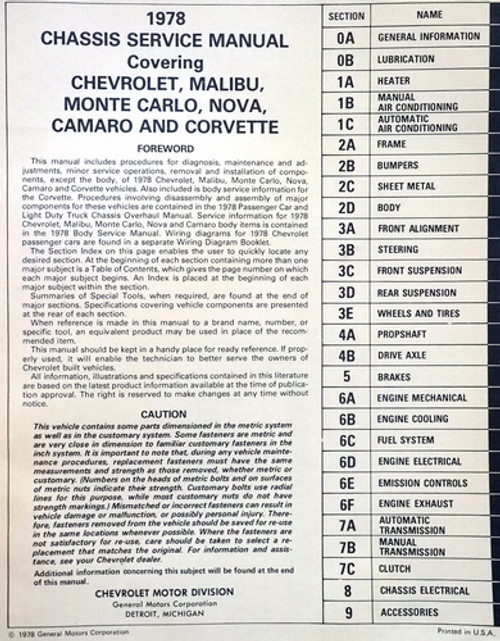 1978
CHASSIS SERVICE MANUAL
Covering
CHEVROLET, MALIBU,
MONTE CARLO, NOVA,
CAMARO AND CORVETTE
FOREWORD
This manual includes procedures for diagnosis, maintenance and ad-
justments, minor service operations, removal and installation of compo-
nents, except the body, of 1978 Chevrolet, Malibu, Monte Carlo, Nova,
Camaro and Corvette vehicles. Also included is body service information for
the Corvette. Procedures involving disassembly and assembly of major
components for these vehicles are contained in the 1978 Passenger Car and
Light Duty Truck Chassis Overhaul Manual. Service information for 1978
Chevrolet, Malibu, Monte Carlo, Nova and Camaro body items is contained
in the 1978 Body Service Manual. Wiring diagrams for 1978 Chevrolet
passenger cars are found in a separate Wiring Diagram Booklet.
The Section Index on this page enables the user to quickly locate any
desired section. At the beginning of each section containing more than one
major subject is a Table of Contents, which gives the page number on which
each major subject begins. An Index is placed at the beginning of each
major subject within the section.
Summaries of Special Tools, when required, are found at the end of
major sections. Specifications covering vehicle components are presented
at the rear of each section.
When reference is made in this manual to a brand name, number, or
specific tool, an equivalent product may be used in place of the recom-
mended item.
This manual should be kept in a handy place for ready reference. If prop-
erly used, it will enable the technician to better serve the owners of
Chevrolet built vehicles.
All information, illustrations and specifications contained in this literature
are based on the latest product information available at the time of publica-
tion approval. The right is reserved to make changes at any time without
notice.
CAUTION
This vehicle contains some parts dimensioned in the metric system
as well as in the customary system. Some fasteners are metric and
are very close in dimension to familiar customary fasteners in the
inch system. It is important to note that, during any vehicle mainte-
nance procedures, replacement fasteners must have the same
measurements and strength as those removed, whether metric or
customary. (Numbers on the heads of metric bolts and on surfaces
of metric nuts indicate their strength. Customary bolts use radial
lines for this purpose, while most customary nuts do not have
strength markings.) Mismatched or incorrect fasteners can result in
vehicle damage or malfunction, or possibly personal injury. There-
fore, fasteners removed from the vehicle should be saved for re-use
in the same locations whenever possible. Where the fasteners are
not satisfactory for re-use, care should be taken to select a re-
placement that matches the original. For information and assis-
tance, see your Chevrolet dealer.
Additional information concerning this subject will be found at the end
of this manual.
CHEVROLET MOTOR DIVISION
General Motors Corporation
DETROIT, MICHIGAN
© 1978 General Motors Corporation
SECTION NAME
0A GENERAL INFORMATION
0B LUBRICATION
1A HEATER
1B MANUAL
AIR CONDITIONING
1C AUTOMATIC
AIR CONDITIONING
2A FRAME
2B BUMPERS
2C SHEET METAL
2D BODY
3A FRONT ALIGNMENT
3B STEERING
3C FRONT SUSPENSION
3D REAR SUSPENSION
3E WHEELS AND TIRES
4A PROPSHAFT
4B DRIVE AXLE
5 BRAKES
6A ENGINE MECHANICAL
6B ENGINE COOLING
6C FUEL SYSTEM
6D ENGINE ELECTRICAL
6E EMISSION CONTROLS
6F ENGINE EXHAUST
7A AUTOMATIC
TRANSMISSION
7B MANUAL
TRANSMISSION
7C CLUTCH
8 CHASSIS ELECTRICAL
9 ACCESSORIES
Printed in U.S.A.